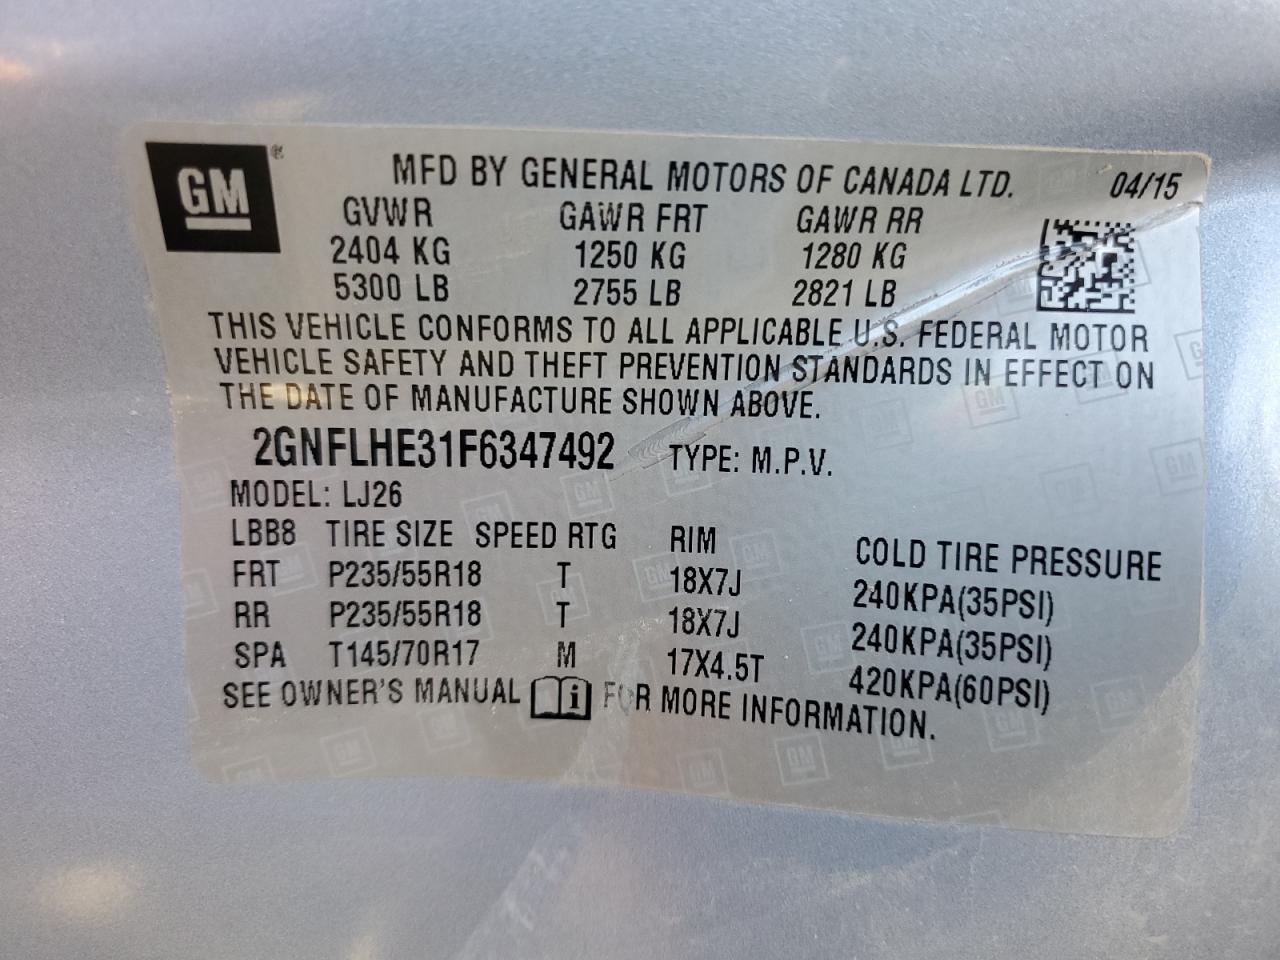 GM ®
MFD BY GENERAL MOTORS OF CANADA LTD. 04/15
GVWR GAWR FRT GAWR RR
2404 KG 1250 KG 1280 KG
5300 LB 2755 LB 2821 LB
THIS VEHICLE CONFORMS TO ALL APPLICABLE U.S. FEDERAL MOTOR
VEHICLE SAFETY AND THEFT PREVENTION STANDARDS IN EFFECT ON
THE DATE OF MANUFACTURE SHOWN ABOVE.
2GNFLHE31F6347492 TYPE: M.P.V.
MODEL: LJ26
LBB8 TIRE SIZE SPEED RTG RIM COLD TIRE PRESSURE
FRT P235/55R18 T 18X7J 240KPA(35PSI)
RR P235/55R18 T 18X7J 240KPA(35PSI)
SPA T145/70R17 M 17X4.5T 420KPA(60PSI)
SEE OWNER'S MANUAL i FOR MORE INFORMATION.